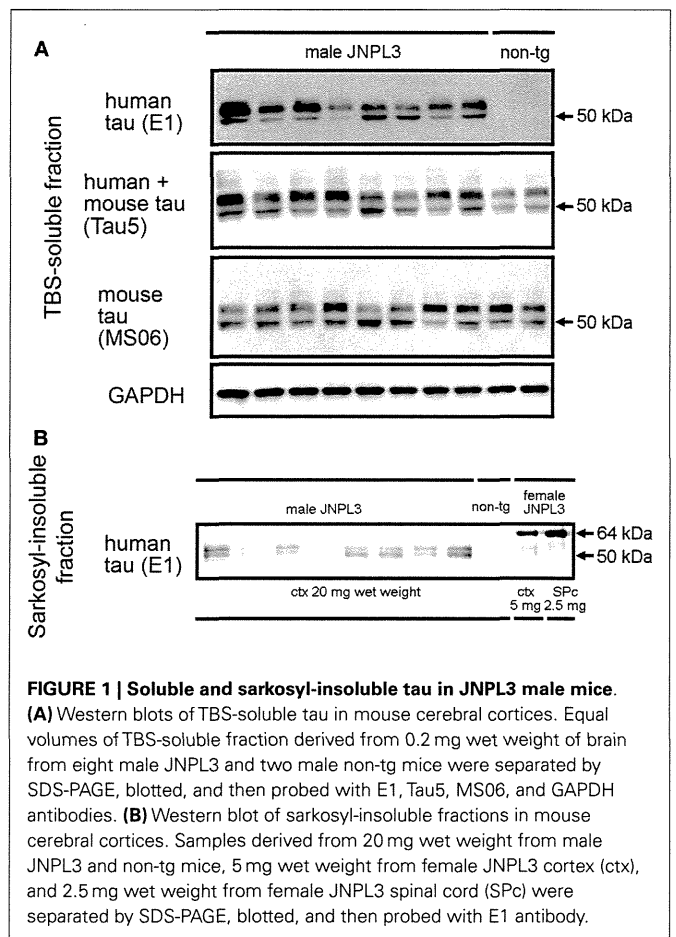 A
male JNPL3
non-tg
TBS-soluble fraction
human
tau (E1)
50 kDa
human +
mouse tau
(Tau5)
50 kDa
mouse
tau
(MS06)
50 kDa
GAPDH
B
Sarkosyl-insoluble
fraction
male JNPL3
non-tg
female
JNPL3
human
tau (E1)
64 kDa
50 kDa
ctx 20 mg wet weight
ctx SPc
5 mg 2.5 mg
FIGURE 1 | Soluble and sarkosyl-insoluble tau in JNPL3 male mice.
(A) Western blots of TBS-soluble tau in mouse cerebral cortices. Equal
volumes of TBS-soluble fraction derived from 0.2 mg wet weight of brain
from eight male JNPL3 and two male non-tg mice were separated by
SDS-PAGE, blotted, and then probed with E1, Tau5, MS06, and GAPDH
antibodies. (B) Western blot of sarkosyl-insoluble fractions in mouse
cerebral cortices. Samples derived from 20 mg wet weight from male
JNPL3 and non-tg mice, 5 mg wet weight from female JNPL3 cortex (ctx),
and 2.5 mg wet weight from female JNPL3 spinal cord (SPc) were
separated by SDS-PAGE, blotted, and then probed with E1 antibody.